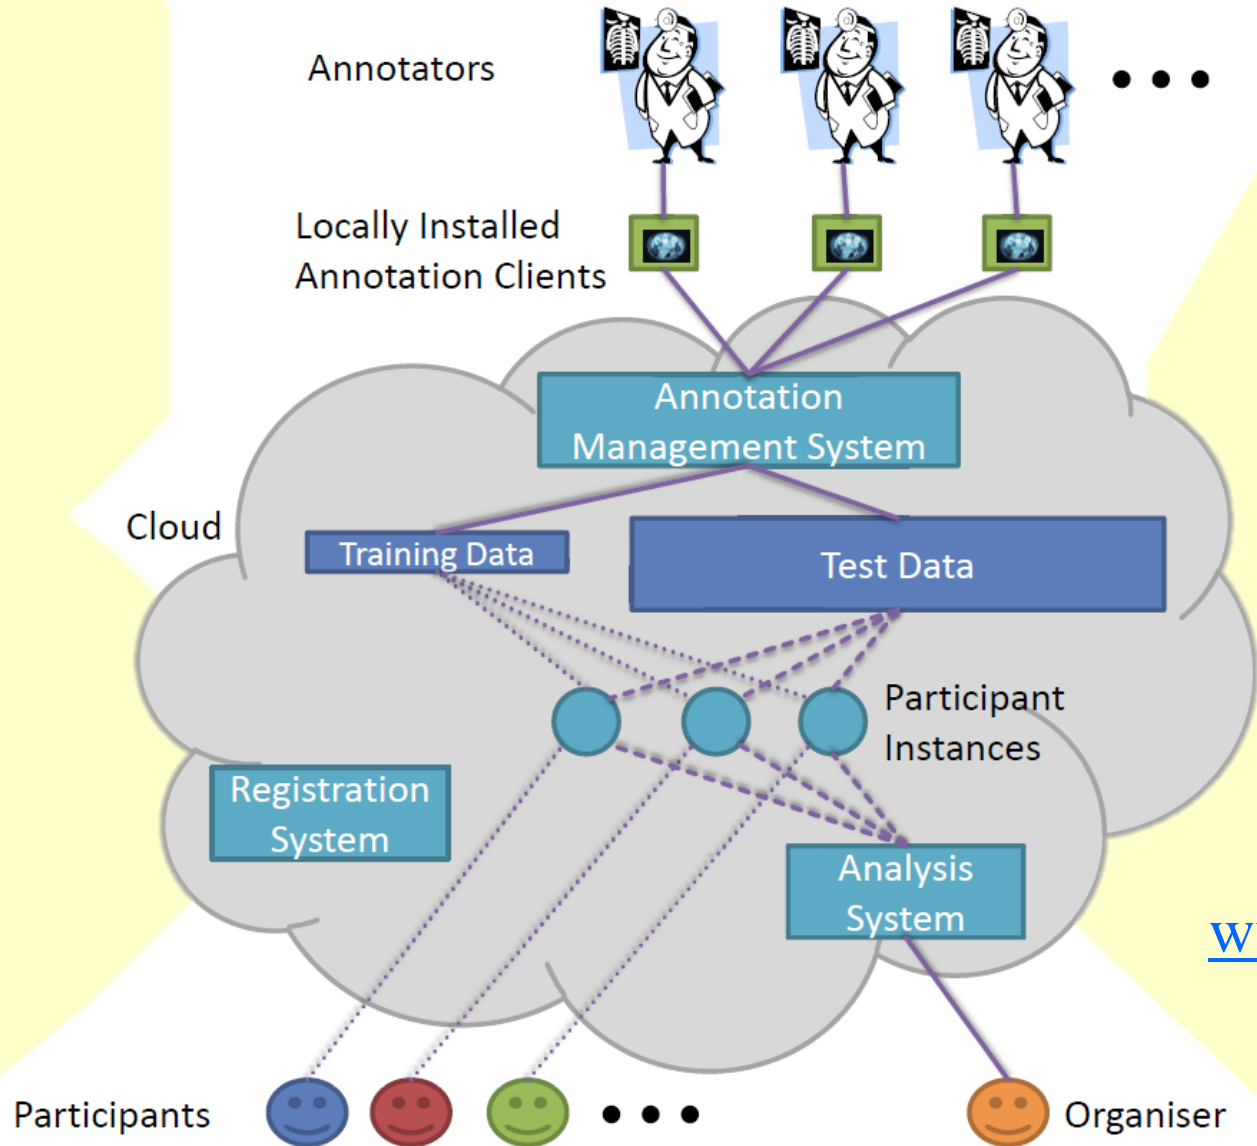 Annotators
Locally Installed
Annotation Clients
Annotation
Management System
Cloud
Training Data
Test Data
Participant
Instances
Registration
System
Analysis
System
Participants
Organiser